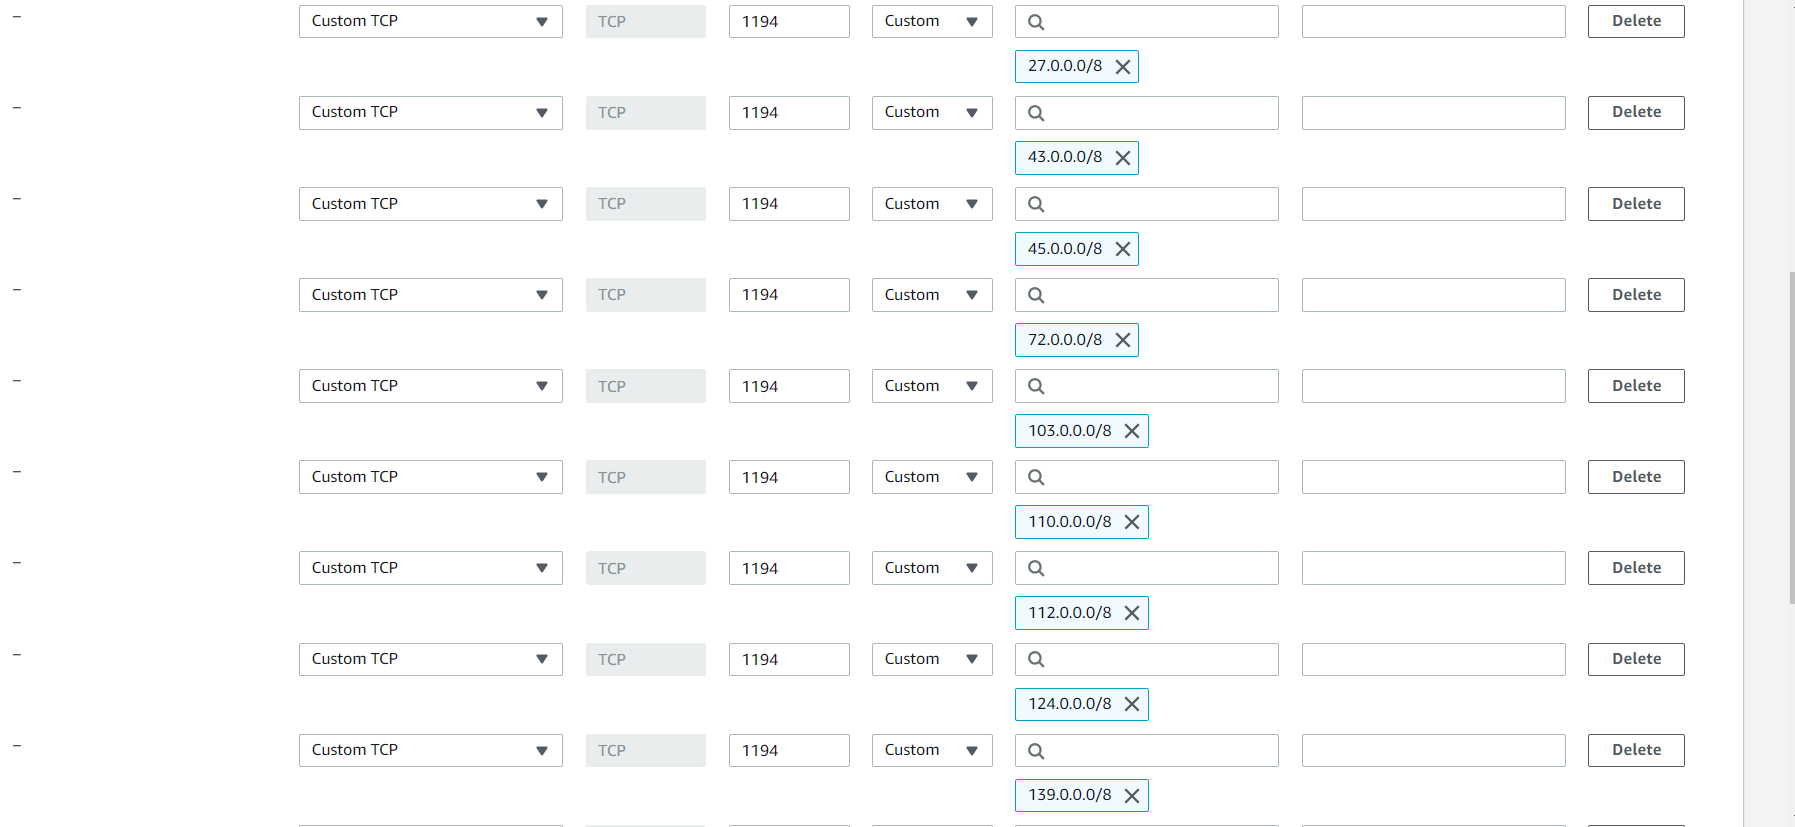 Custom TCP TCP 1194 Custom Delete
27.0.0.0/8
– Custom TCP TCP 1194 Custom Delete
43.0.0.0/8
– Custom TCP TCP 1194 Custom Delete
45.0.0.0/8
– Custom TCP TCP 1194 Custom Delete
72.0.0.0/8
– Custom TCP TCP 1194 Custom Delete
103.0.0.0/8
– Custom TCP TCP 1194 Custom Delete
110.0.0.0/8
– Custom TCP TCP 1194 Custom Delete
112.0.0.0/8
– Custom TCP TCP 1194 Custom Delete
124.0.0.0/8
– Custom TCP TCP 1194 Custom Delete
139.0.0.0/8